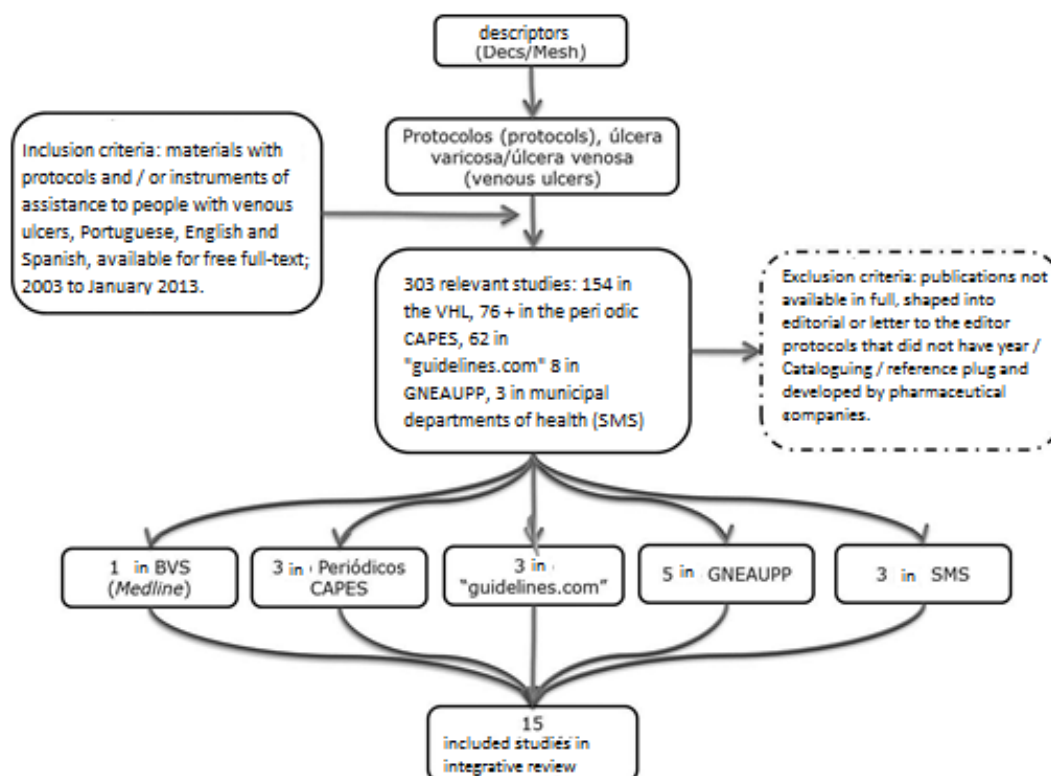 descriptors
(Decs/Mesh)
Protocolos (protocols), úlcera
varicosa/úlcera venosa
(venous ulcers)
Inclusion criteria: materials with
protocols and / or instruments of
assistance to people with venous
ulcers, Portuguese, English and
Spanish, available for free full-text;
2003 to January 2013.
303 relevant studies: 154 in
the VHL, 76 + in the peri odic
CAPES, 62 in
"guidelines.com" 8 in
GNEAUPP, 3 in municipal
departments of health (SMS)
Exclusion criteria: publications not
available in full, shaped into
editorial or letter to the editor
protocols that did not have year /
Cataloguing / reference plug and
developed by pharmaceutical
companies.
1 in BVS
(Medline)
3 in Periódicos
CAPES
3 in
“guidelines.com”
5 in GNEAUPP
3 in SMS
15
included studies in
integrative review